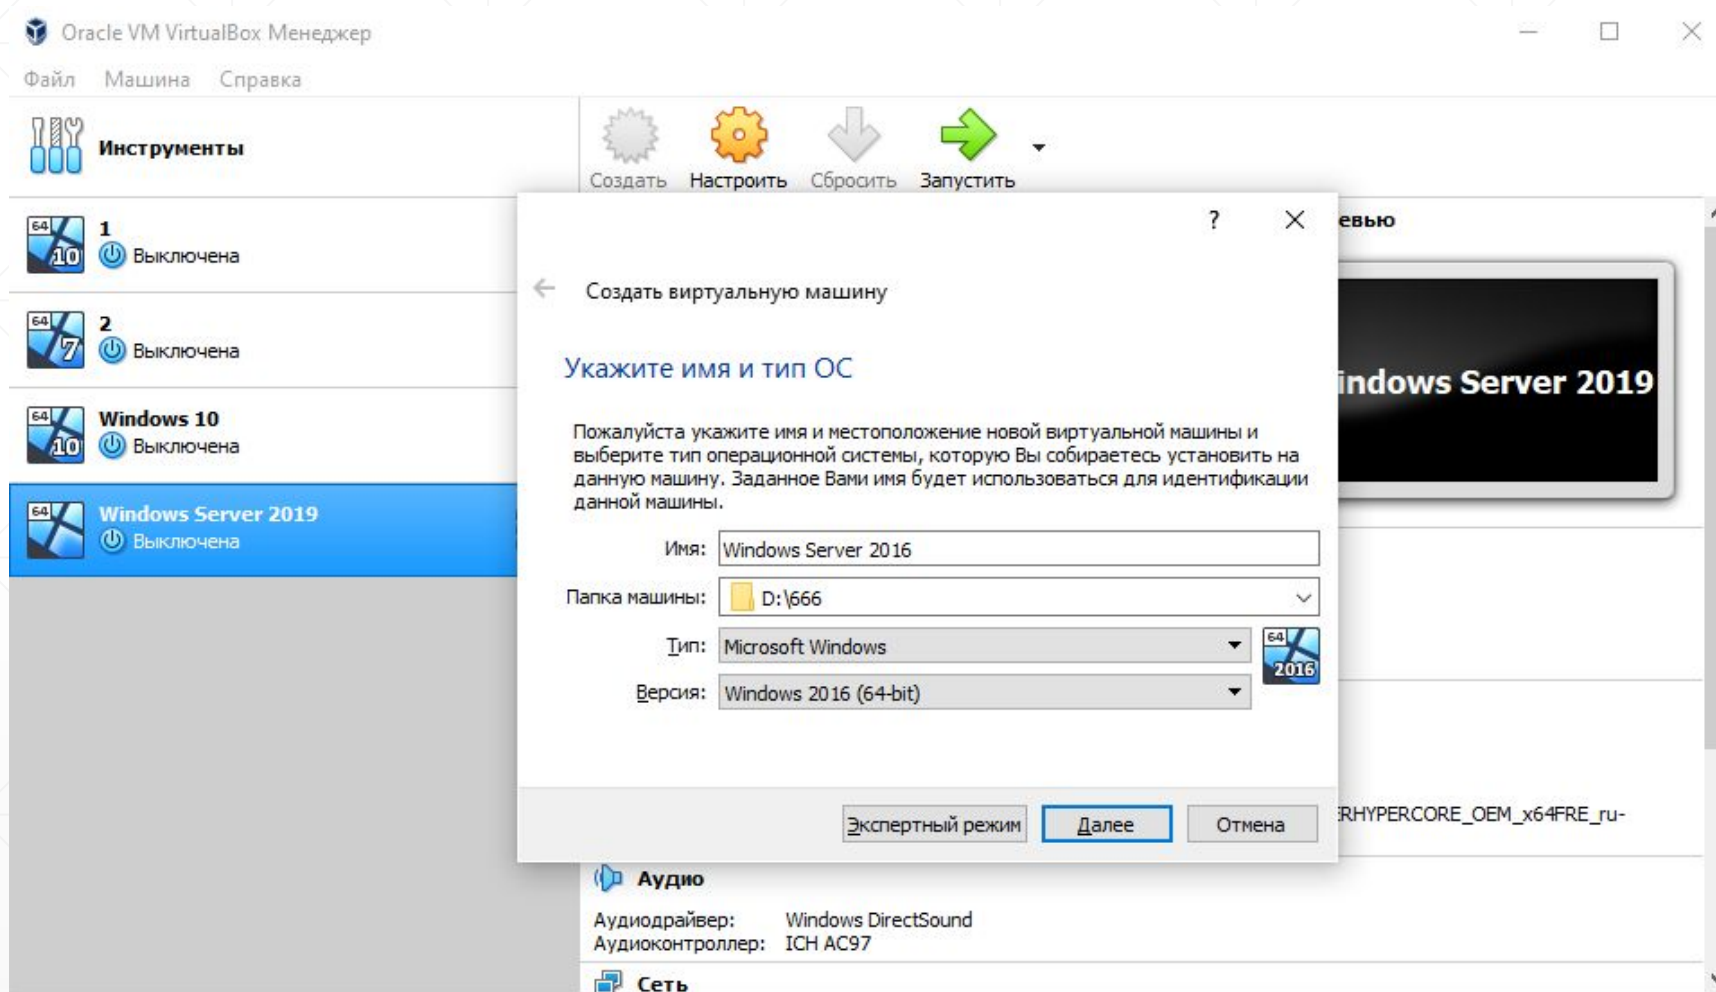 Oracle VM VirtualBox Менеджер
Файл Машина Справка
Инструменты
Создать Настроить Сбросить Запустить
64 10 1
Выключена
64 7 2
Выключена
64 10 Windows 10
Выключена
64 Windows Server 2019
Выключена
?
Создать виртуальную машину
Укажите имя и тип ОС
Пожалуйста укажите имя и местоположение новой виртуальной машины и
выберите тип операционной системы, которую Вы собираетесь установить на
данную машину. Заданное Вами имя будет использоваться для идентификации
данной машины.
Имя: Windows Server 2016
Папка машины: D:\666
Тип: Microsoft Windows
Версия: Windows 2016 (64-bit)
64 2016
Экспертный режим Далее Отмена
евью
indows Server 2019
RHYPERCORE_OEM_x64FRE_ru-
Аудио
Аудиодрайвер: Windows DirectSound
Аудиоконтроллер: ICH AC97
Сеть